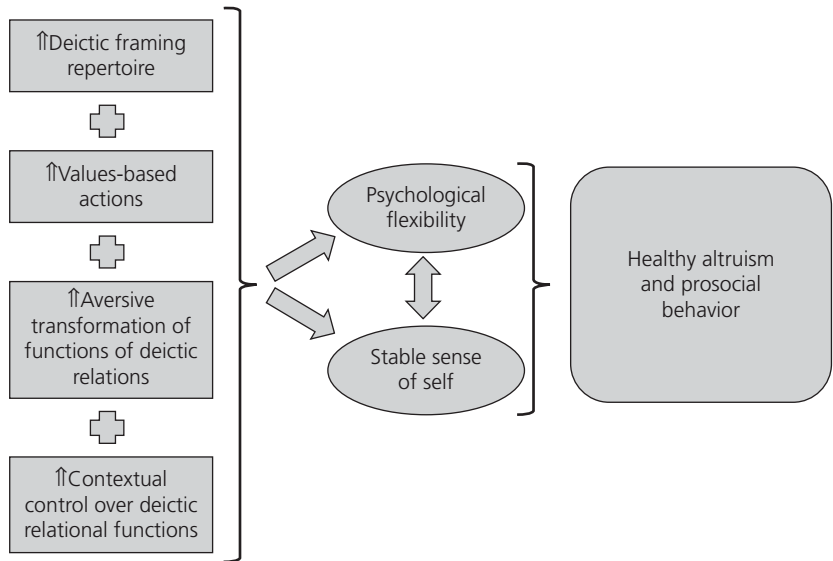 ⇑Deictic framing
repertoire
⇑Values-based
actions
⇑Aversive
transformation of
functions of deictic
relations
⇑Contextual
control over deictic
relational functions
Psychological
flexibility
Stable sense
of self
Healthy altruism
and prosocial
behavior